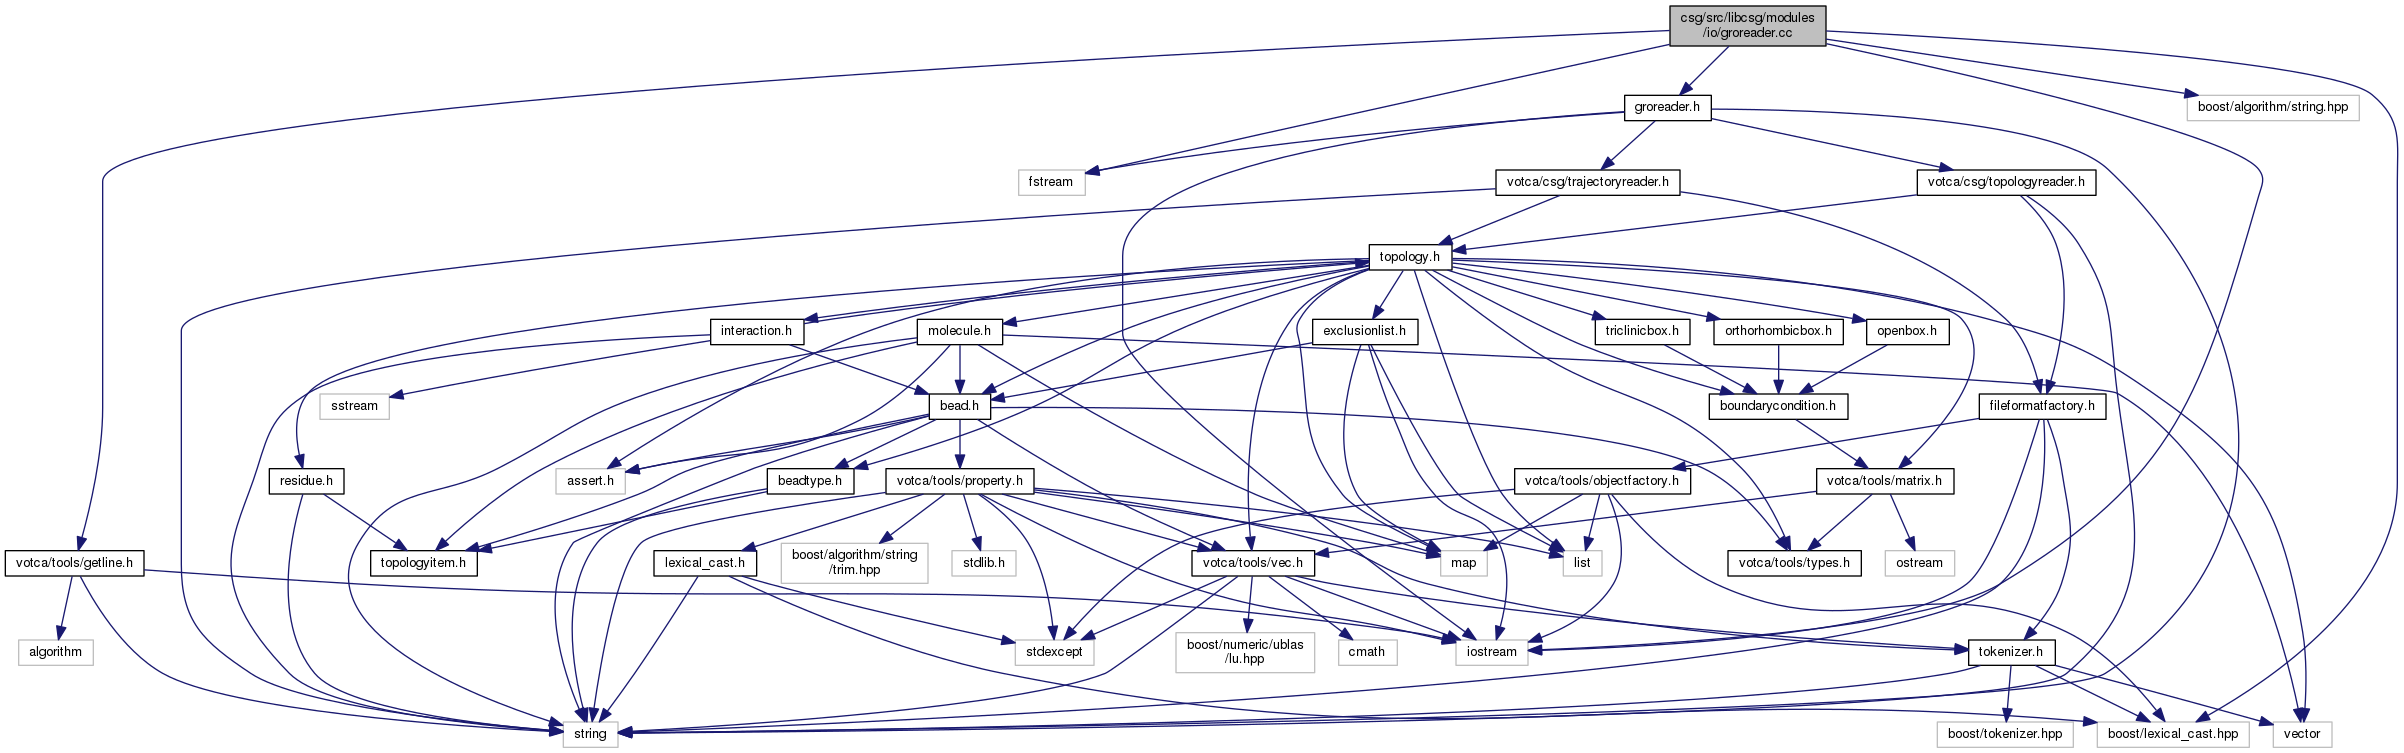 csg/src/libcsg/modules
/io/groreader.cc
groreader.h
boost/algorithm/string.hpp
fstream
votca/csg/trajectoryreader.h
votca/csg/topologyreader.h
topology.h
interaction.h
molecule.h
exclusionlist.h
triclinicbox.h
orthorhombicbox.h
openbox.h
sstream
bead.h
boundarycondition.h
fileformatfactory.h
residue.h
assert.h
beadtype.h
votca/tools/property.h
votca/tools/objectfactory.h
votca/tools/matrix.h
votca/tools/getline.h
topologyitem.h
lexical_cast.h
boost/algorithm/string
/trim.hpp
stdlib.h
votca/tools/vec.h
map
list
votca/tools/types.h
ostream
algorithm
stdexcept
boost/numeric/ublas
/lu.hpp
cmath
iostream
tokenizer.h
string
boost/tokenizer.hpp
boost/lexical_cast.hpp
vector